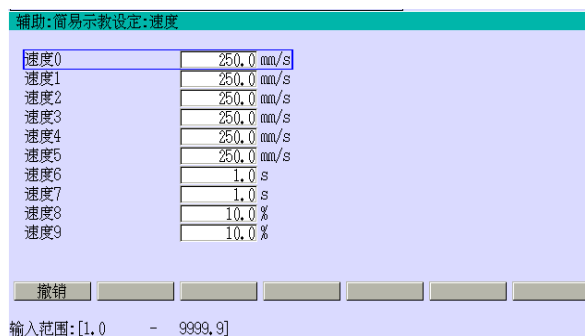 辅助:简易示教设定:速度
速度0 250.0 mm/s
速度1 250.0 mm/s
速度2 250.0 mm/s
速度3 250.0 mm/s
速度4 250.0 mm/s
速度5 250.0 mm/s
速度6 1.0 s
速度7 1.0 s
速度8 10.0 %
速度9 10.0 %
撤销
输入范围:[1.0 - 9999.9]